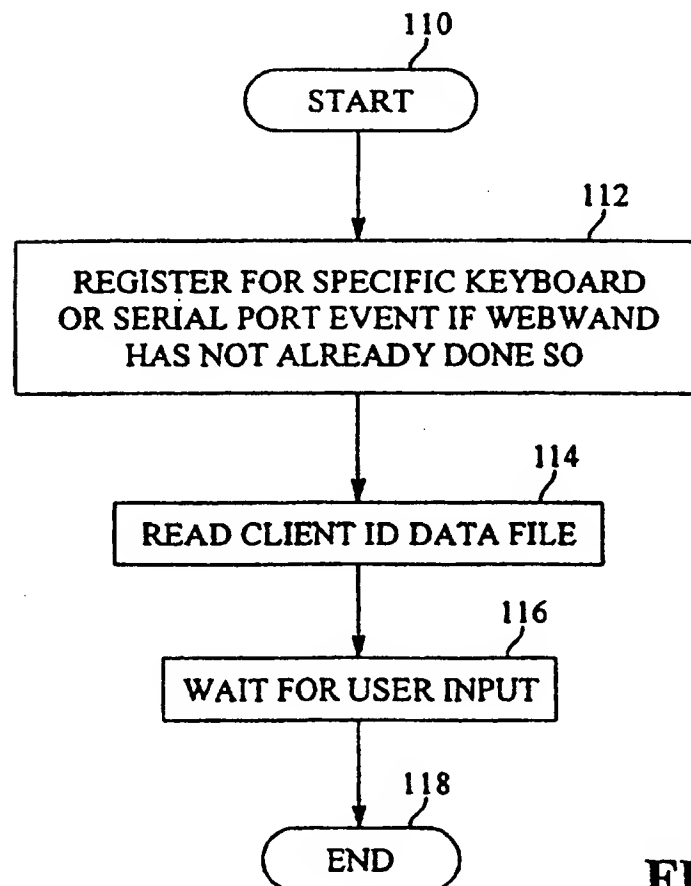 110
START
112
REGISTER FOR SPECIFIC KEYBOARD
OR SERIAL PORT EVENT IF WEBWAND
HAS NOT ALREADY DONE SO
114
READ CLIENT ID DATA FILE
116
WAIT FOR USER INPUT
118
END